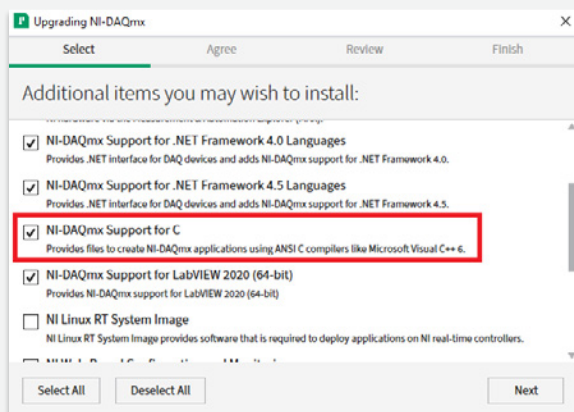 Upgrading NI-DAQmx
Select Agree Review Finish
Additional items you may wish to install:
NI-DAQmx Support for .NET Framework 4.0 Languages
Provides .NET interface for DAQ devices and adds NI-DAQmx support for .NET Framework 4.0.
NI-DAQmx Support for .NET Framework 4.5 Languages
Provides .NET interface for DAQ devices and adds NI-DAQmx support for .NET Framework 4.5.
NI-DAQmx Support for C
Provides files to create NI-DAQmx applications using ANSI C compilers like Microsoft Visual C++ 6.
NI-DAQmx Support for LabVIEW 2020 (64-bit)
Provides NI-DAQmx support for LabVIEW 2020 (64-bit)
NI Linux RT System Image
NI Linux RT System Image provides software that is required to deploy applications on NI real-time controllers.
Select All Deselect All Next